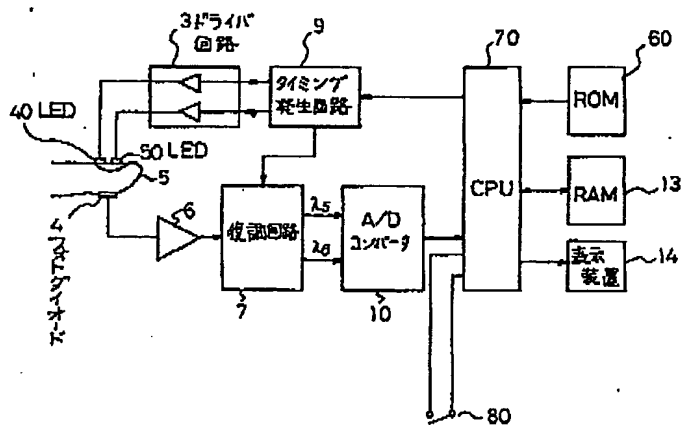 3ドライバ
回路
9
タイミング
発生回路
70
CPU
60
ROM
40 LED
50 LED
5
6
復調回路
λ5
λ6
7
A/D
コンバータ
10
RAM
13
表示
装置
14
4フォトダイオード
80